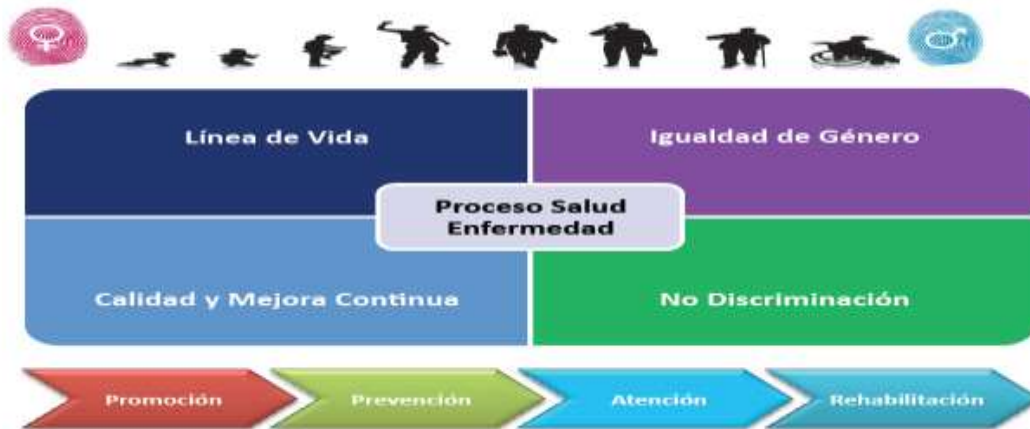 Línea de Vida
Igualdad de Género
Proceso Salud
Enfermedad
Calidad y Mejora Continua
No Discriminación
Promoción
Prevención
Atención
Rehabilitación